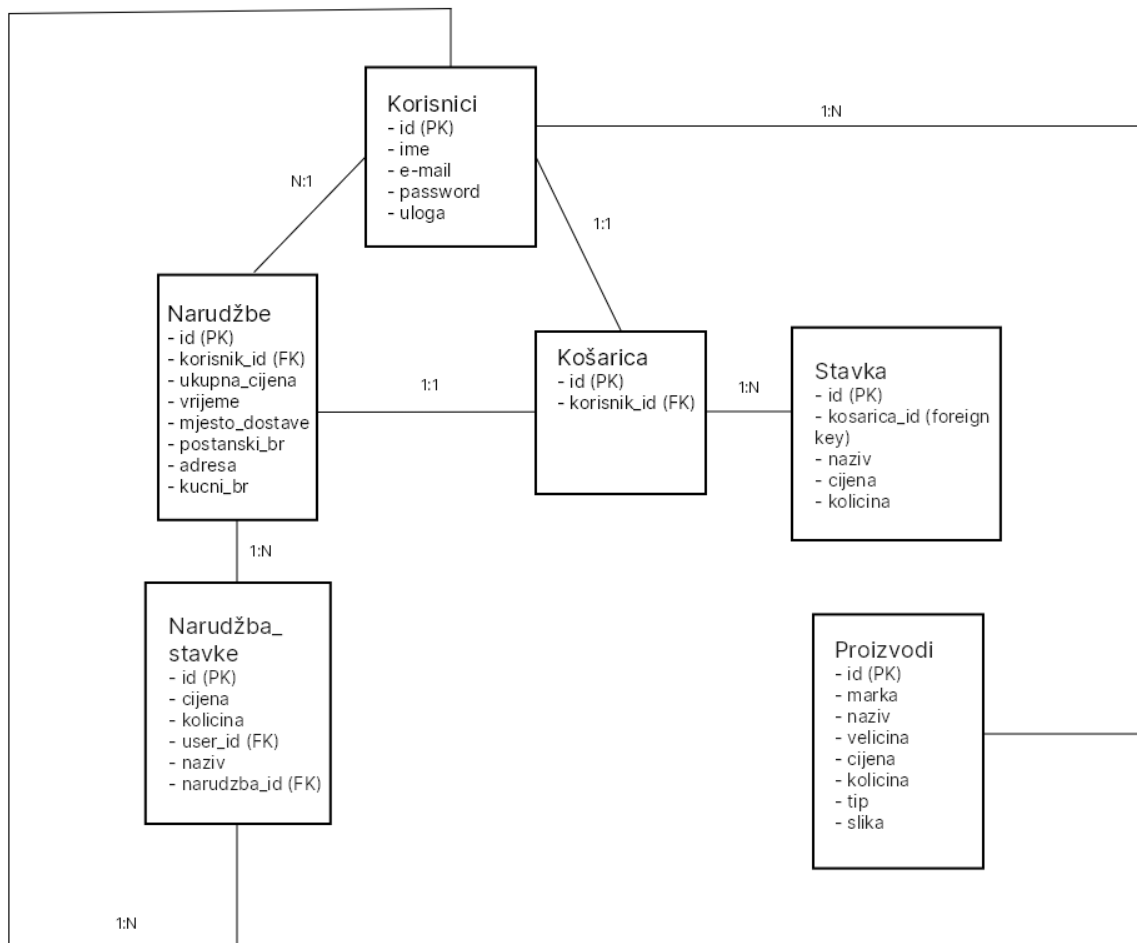 Korisnici
- id (PK)
- ime
- e-mail
- password
- uloga
1:N
N:1
1:1
Narudžbe
- id (PK)
- korisnik_id (FK)
- ukupna_cijena
- vrijeme
- mjesto_dostave
- postanski_br
- adresa
- kucni_br
1:1
Košarica
- id (PK)
- korisnik_id (FK)
1:N
Stavka
- id (PK)
- kosarica_id (foreign
key)
- naziv
- cijena
- kolicina
1:N
Narudžba_
stavke
- id (PK)
- cijena
- kolicina
- user_id (FK)
- naziv
- narudzba_id (FK)
Proizvodi
- id (PK)
- marka
- naziv
- velicina
- cijena
- kolicina
- tip
- slika
1:N